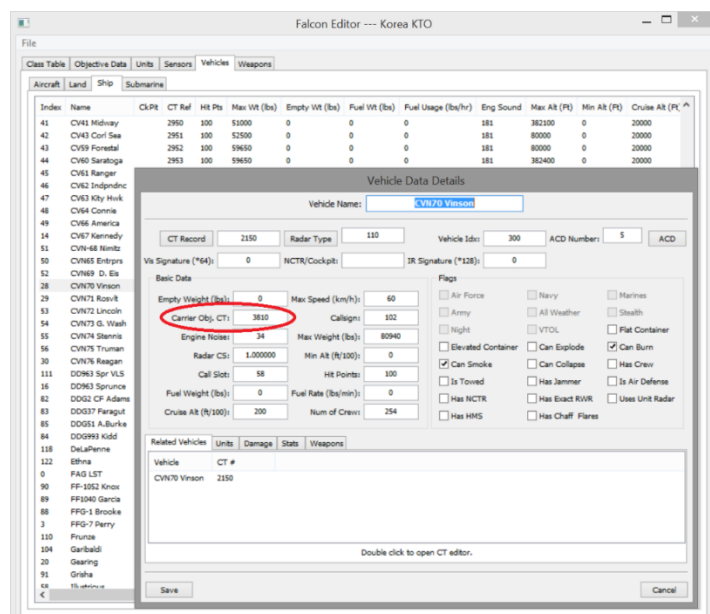 Falcon Editor --- Korea KTO
File
Class Table Objective Data Units Sensors Vehicles Weapons
Aircraft Land Ship Submarine
Index Name CkPit CT Ref Hit Pts Max Wt (lbs) Empty Wt (lbs) Fuel Wt (lbs) Fuel Usage (lbs/hr) Eng Sound Max Alt (Ft) Min Alt (Ft) Cruise Alt (Ft)
41 CV41 Midway 2950 100 51000 0 0 0 181 382100 0 20000
42 CV43 Corl Sea 2951 100 52500 0 0 0 181 80000 0 20000
43 CV59 Forestal 2952 100 59650 0 0 0 181 80000 0 20000
44 CV60 Saratoga 2953 100 59650 0 0 0 181 382400 0 20000
45 CV61 Ranger
46 CV62 Indpndnc
47 CV63 Kity Hwk
48 CV64 Connie
49 CV66 America
14 CV67 Kennedy
51 CVN-68 Nimitz
50 CVN65 Entrprs
52 CVN69 D. Eis
28 CVN70 Vinson
29 CVN71 Rosvlt
53 CVN72 Lincoln
54 CVN73 G. Wash
55 CVN74 Stennis
56 CVN75 Truman
30 CVN76 Reagan
111 DD963 Spr VLS
16 DD963 Sprunce
82 DDG2 CF Adams
83 DDG37 Faragut
85 DDG51 A.Burke
84 DDG993 Kidd
118 DeLaPenne
122 Ethna
0 FAG LST
90 FF-1052 Knox
89 FF1040 Garcia
88 FFG-1 Brooke
3 FFG-7 Perry
110 Frunze
104 Garibaldi
20 Gearing
91 Grisha
58 Illustrious
Vehicle Data Details
Vehicle Name: CVN70 Vinson
CT Record 2150 Radar Type 110 Vehicle Idx: 300 ACD Number: 5 ACD
Vis Signature (*64): 0 NCTR/Cockpit: IR Signature (*128): 0
Basic Data Flags
Empty Weight (lbs): 0 Max Speed (km/h): 60 Air Force Navy Marines
Carrier Obj. CT: 3810 Callsign: 102 Army All Weather Stealth
Engine Noise: 34 Max Weight (lbs): 80940 Night VTOL Flat Container
Radar CS: 1.000000 Min Alt (ft/100): 0 Elevated Container Can Explode Can Burn
Call Slot: 58 Hit Points: 100 Can Smoke Can Collapse Has Crew
Fuel Weight (lbs): 0 Fuel Rate (lbs/min): 0 Is Towed Has Jammer Is Air Defense
Cruise Alt (ft/100): 200 Num of Crew: 254 Has NCTR Has Exact RWR Uses Unit Radar
Has HMS Has Chaff Flares
Related Vehicles Units Damage Stats Weapons
Vehicle CT #
CVN70 Vinson 2150
Double click to open CT editor.
Save Cancel